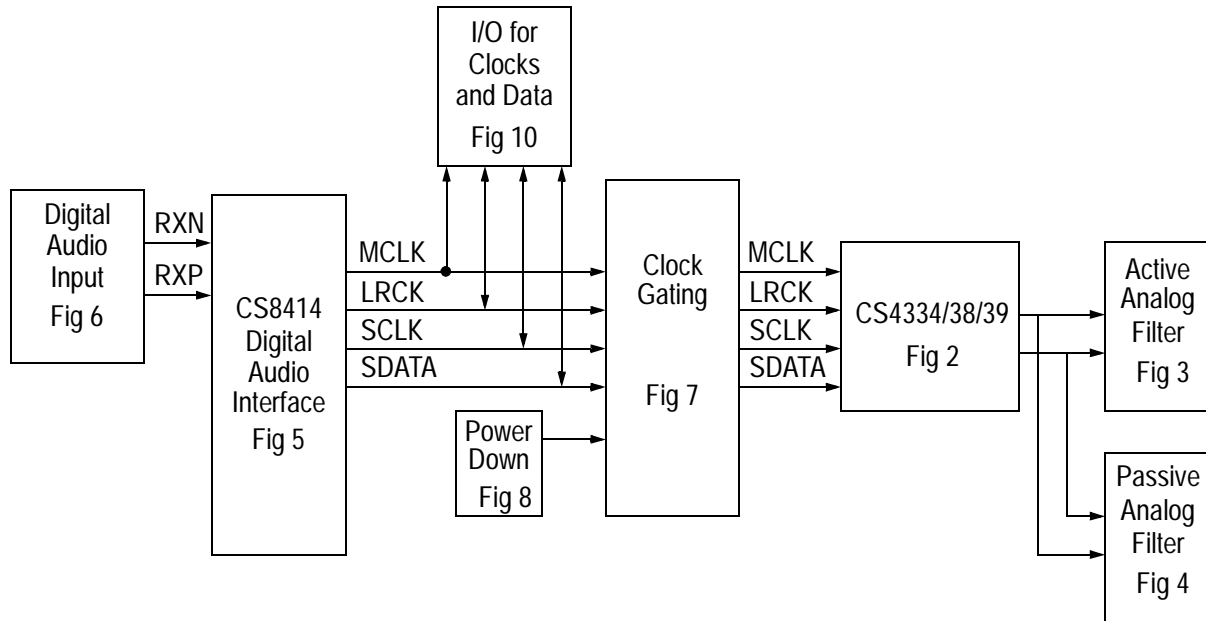 I/O for
Clocks
and Data
Fig 10
Digital
Audio
Input
Fig 6
RXN
RXP
CS8414
Digital
Audio
Interface
Fig 5
MCLK
LRCK
SCLK
SDATA
Power
Down
Fig 8
Clock
Gating
Fig 7
MCLK
LRCK
SCLK
SDATA
CS4334/38/39
Fig 2
Active
Analog
Filter
Fig 3
Passive
Analog
Filter
Fig 4